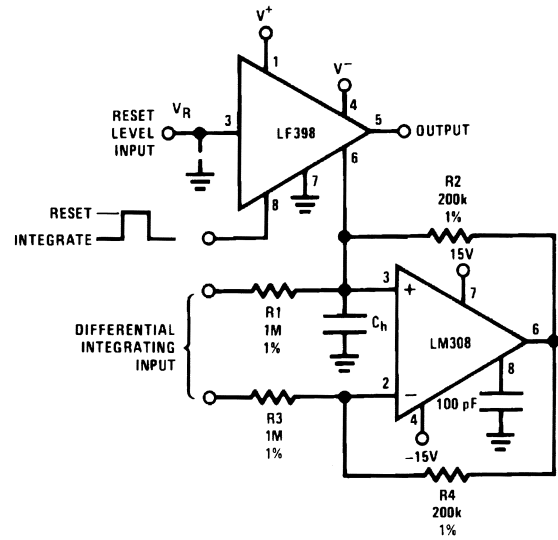 V+
1
V−
4
RESET
LEVEL
INPUT
VR
3
LF398
5
OUTPUT
6
7
8
RESET
INTEGRATE
R2
200k
1%
15V
7
DIFFERENTIAL
INTEGRATING
INPUT
R1
1M
1%
Ch
3
+
LM308
6
2
−
8
100 pF
4
−15V
R3
1M
1%
R4
200k
1%